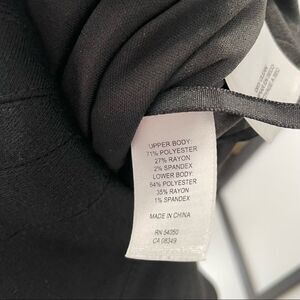 UPPER BODY:
71% POLYESTER
27% RAYON
2% SPANDEX
LOWER BODY:
64% POLYESTER
35% RAYON
1% SPANDEX
MADE IN CHINA
RN 54050
CA 08349